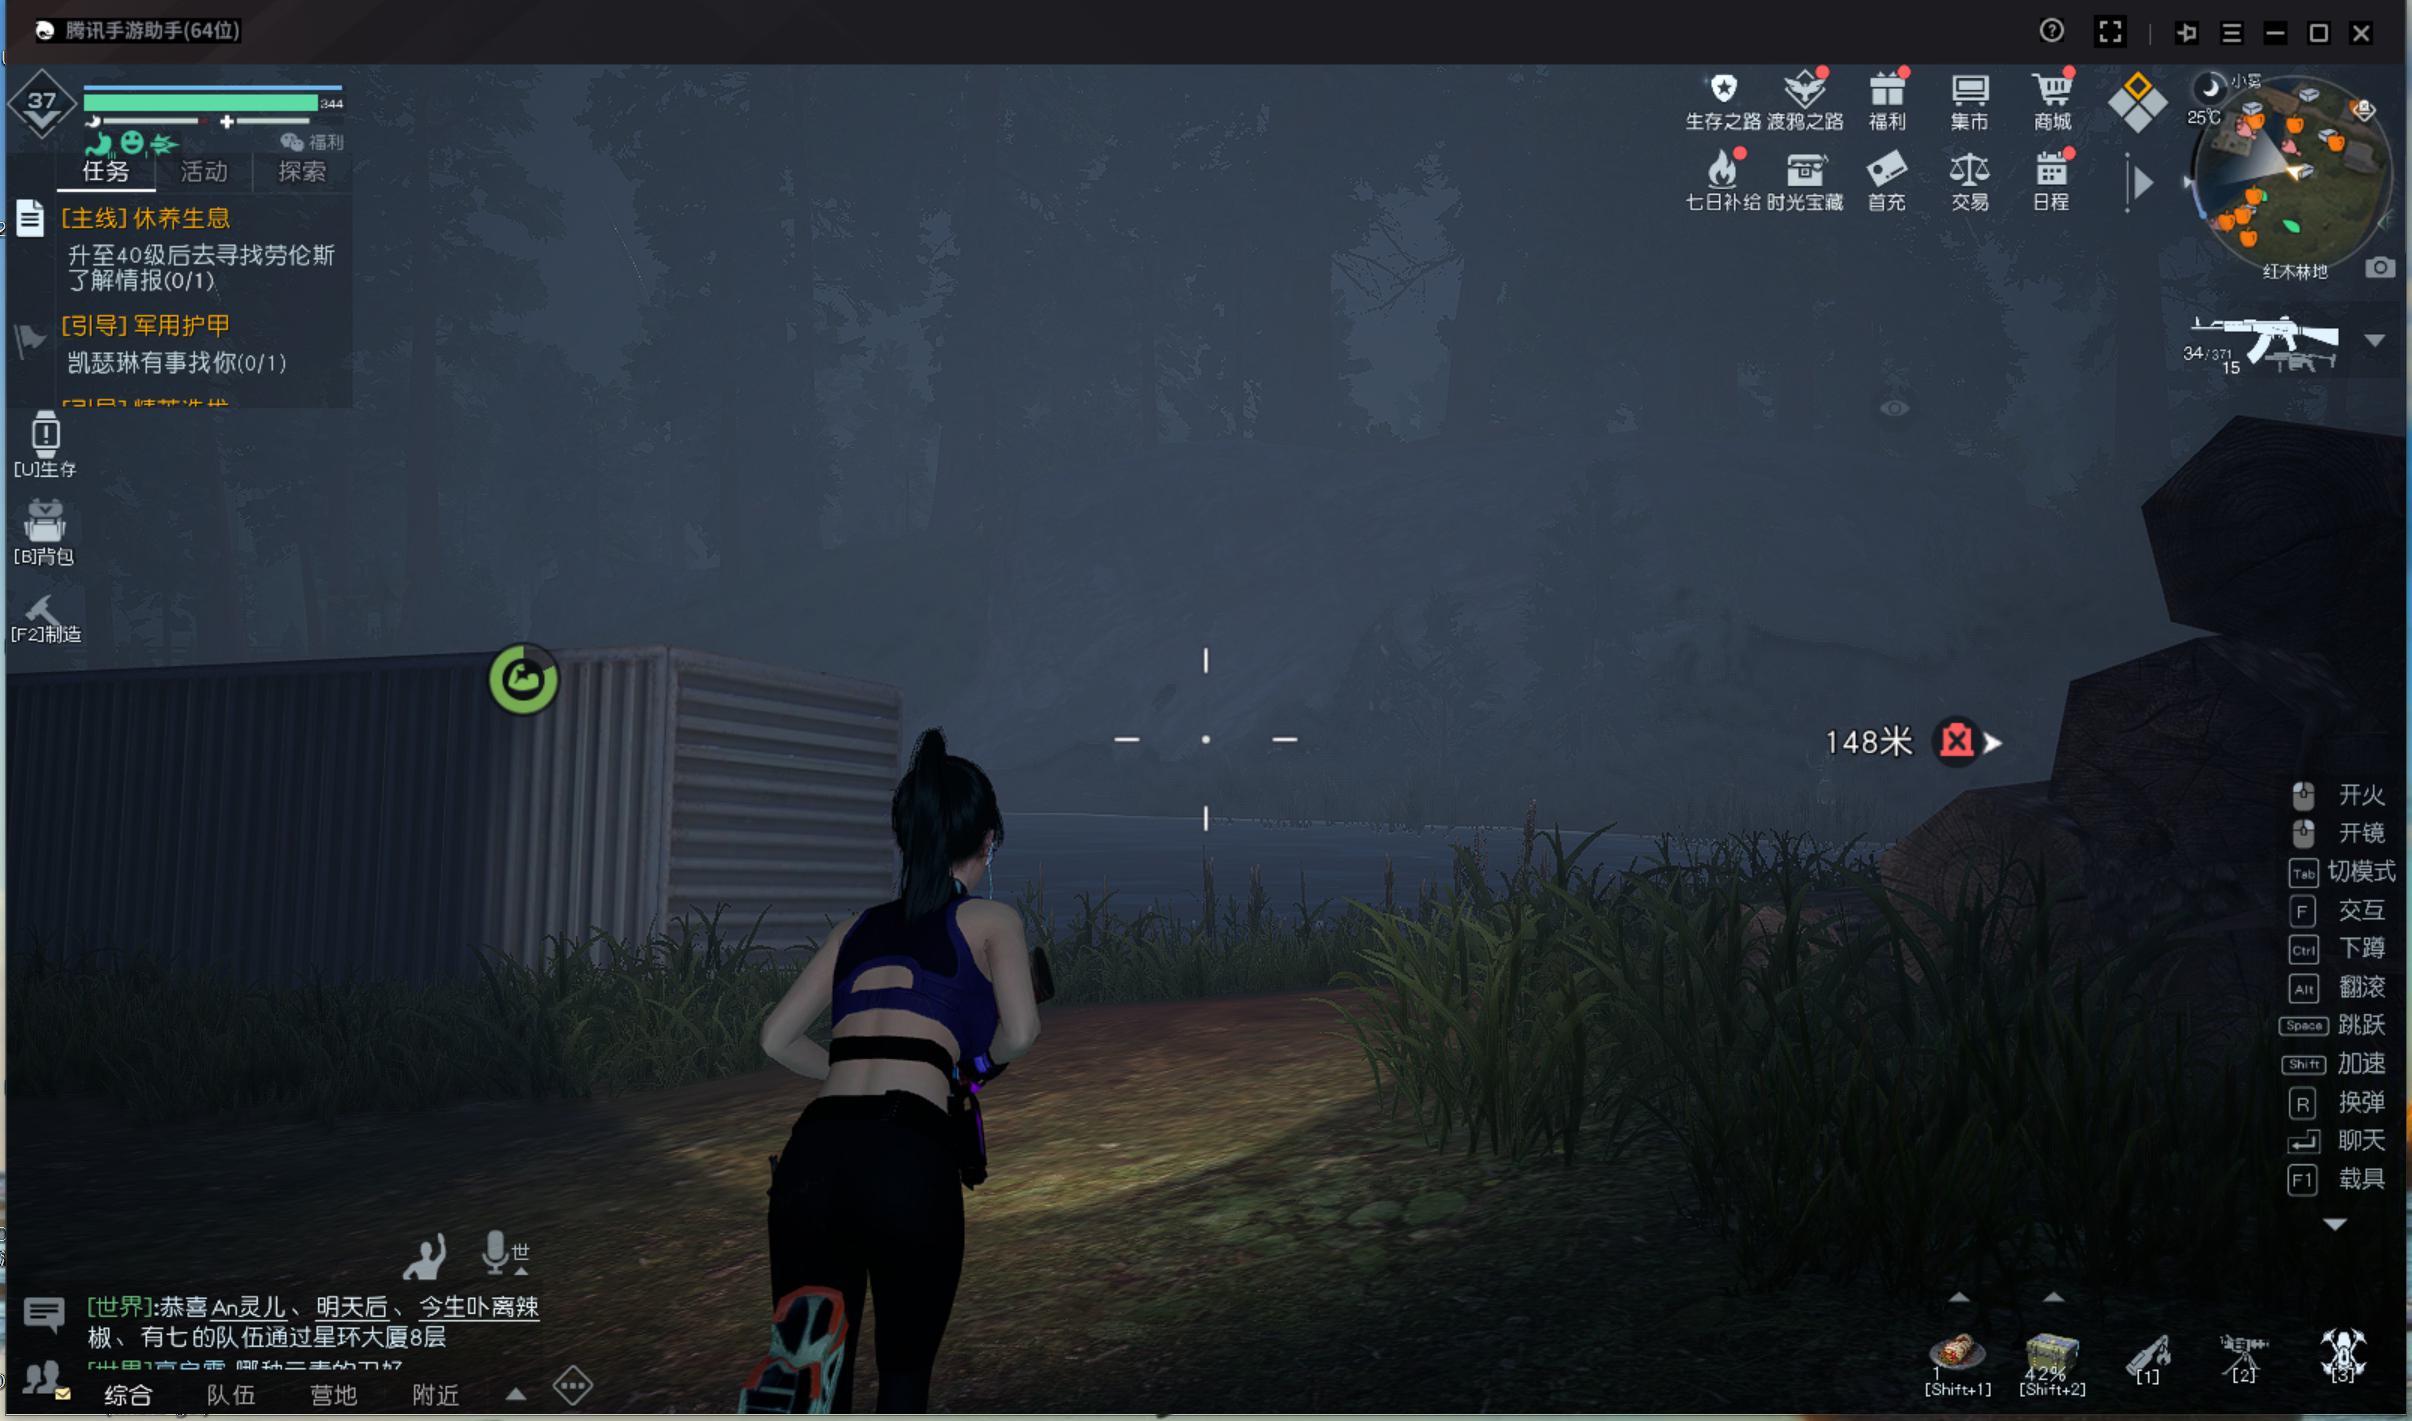 腾讯手游助手(64位)
37
344
福利
任务
活动
探索
[主线] 休养生息
升至40级后去寻找劳伦斯
了解情报(0/1)
[引导] 军用护甲
凯瑟琳有事找你(0/1)
[U]生存
[B]背包
[F2]制造
生存之路
渡鸦之路
福利
集市
商城
七日补给
时光宝藏
首充
交易
日程
小雾
25℃
红木林地
34/371
15
148米
开火
开镜
Tab 切模式
F 交互
Ctrl 下蹲
Alt 翻滚
Space 跳跃
Shift 加速
R 换弹
聊天
F1 载具
世
[世界]:恭喜An灵儿、明天后、今生卟离辣
椒、有七的队伍通过星环大厦8层
综合
队伍
营地
附近
1
[Shift+1]
42%
[Shift+2]
[1]
[2]
[3]